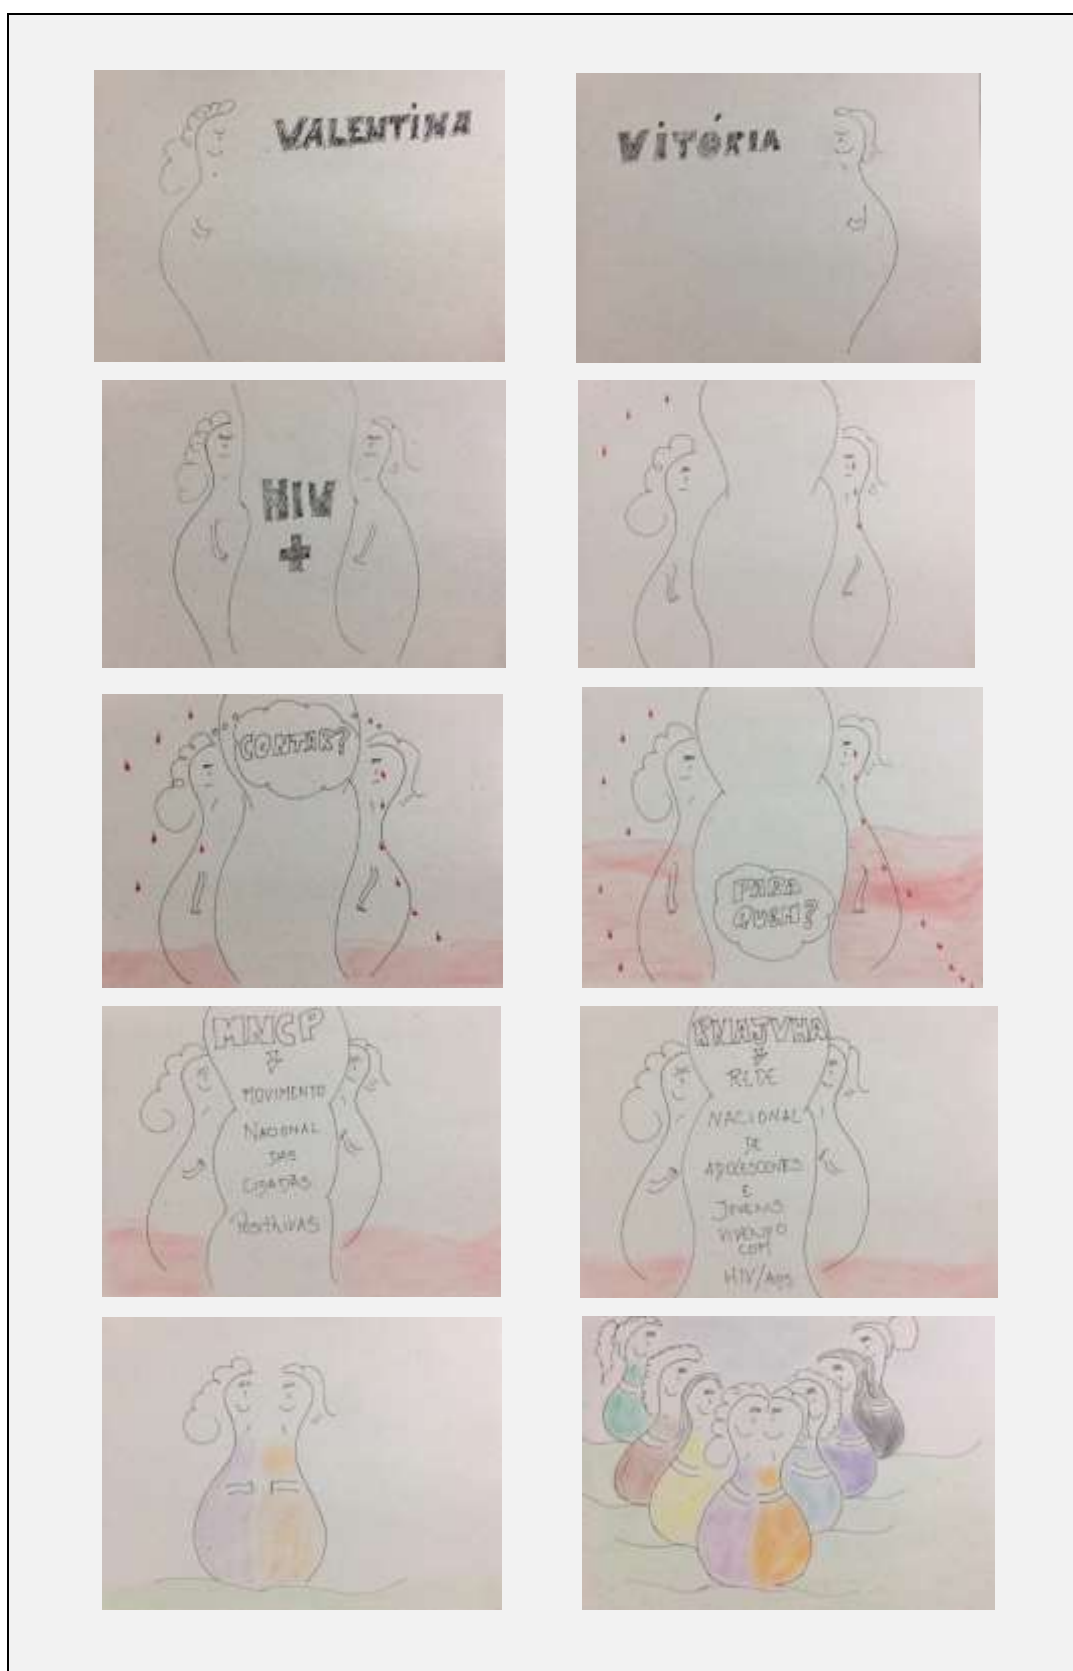 VALENTINA
VITÓRIA
HIV
+
CONTAR?
PARA
QUEM?
MNCP
MOVIMENTO
NACIONAL
DAS
CIDADÃS
POSITHIVAS
RNAJVHA
REDE
NACIONAL
DE
ADOLESCENTES
E
JOVENS
VIVENDO
COM
HIV/AIDS